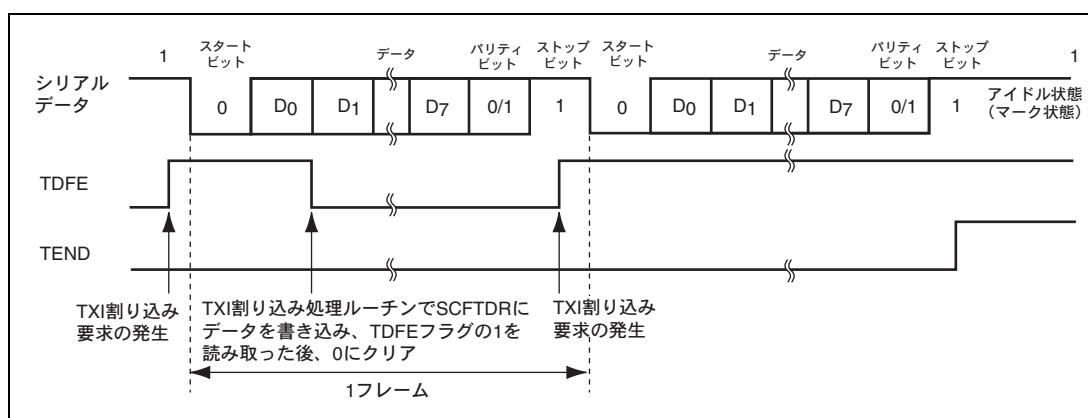 1 スタート ビット データ パリティ ビット ストップ ビット スタート ビット データ パリティ ビット ストップ ビット 1
シリアル データ 0 D0 D1 D7 0/1 1 0 D0 D1 D7 0/1 1 アイドル状態 (マーク状態)
TDFE
TEND
TXI割り込み
要求の発生
TXI割り込み処理ルーチンでSCFTDRに
データを書き込み、TDFEフラグの1を
読み取った後、0にクリア
TXI割り込み
要求の発生
1フレーム